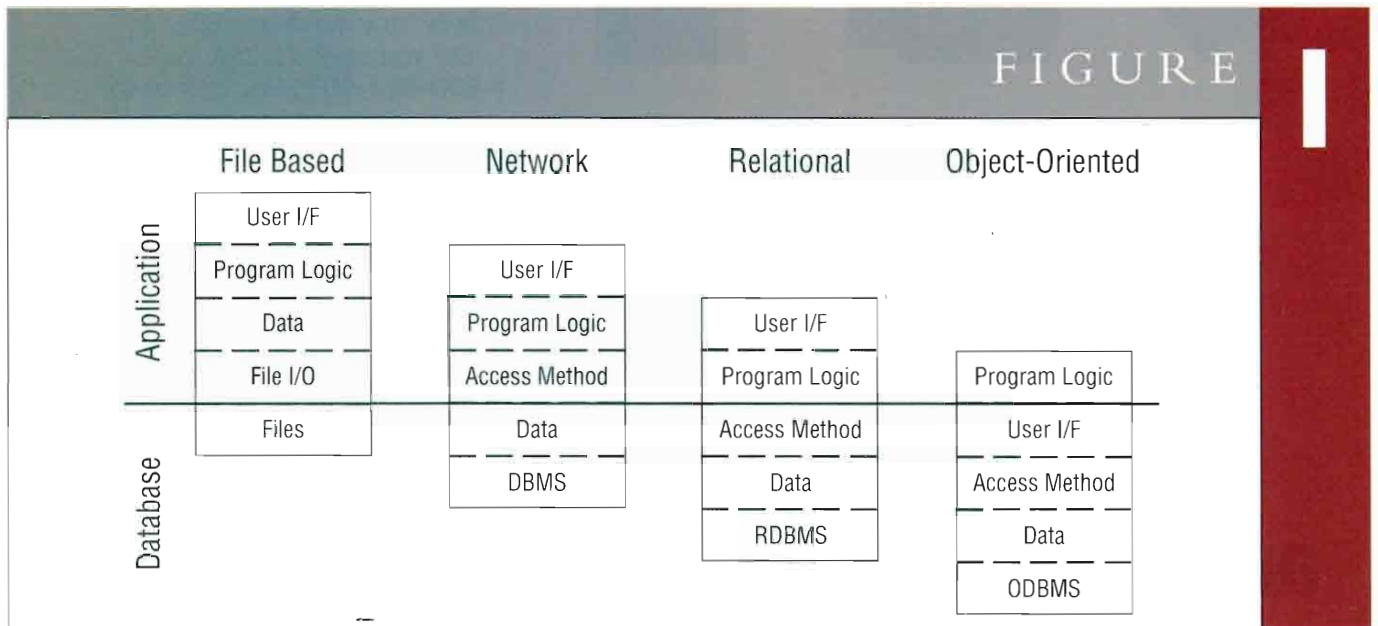 FIGURE 1
File Based Network Relational Object-Oriented
Application
User I/F
Program Logic User I/F
Data Program Logic User I/F
File I/O Access Method Program Logic Program Logic
Database
Files Data Access Method User I/F
DBMS Data Access Method
RDBMS Data
ODBMS